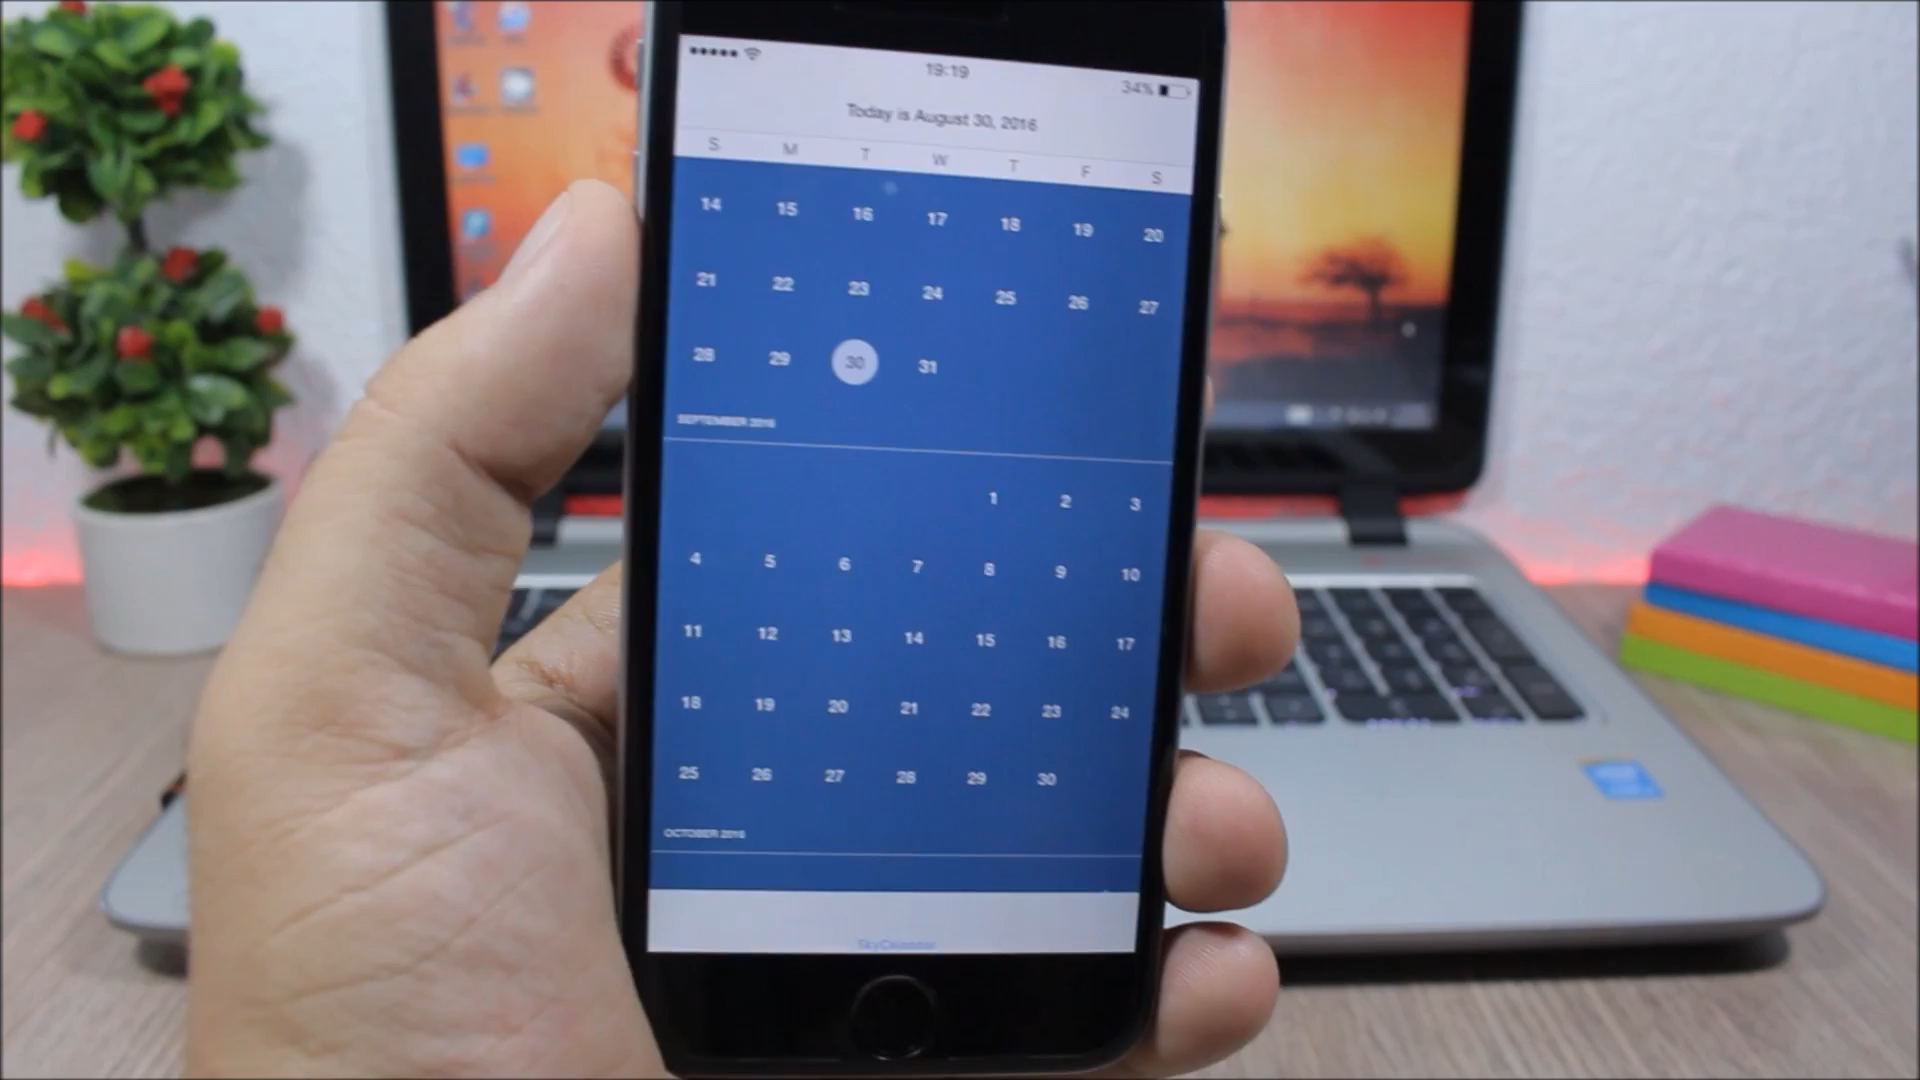 19:19
34%
Today is August 30, 2016
S M T W T F S
14 15 16 17 18 19 20
21 22 23 24 25 26 27
28 29 30 31
SEPTEMBER 2016
1 2 3
4 5 6 7 8 9 10
11 12 13 14 15 16 17
18 19 20 21 22 23 24
25 26 27 28 29 30
OCTOBER 2016
SkyCalendar